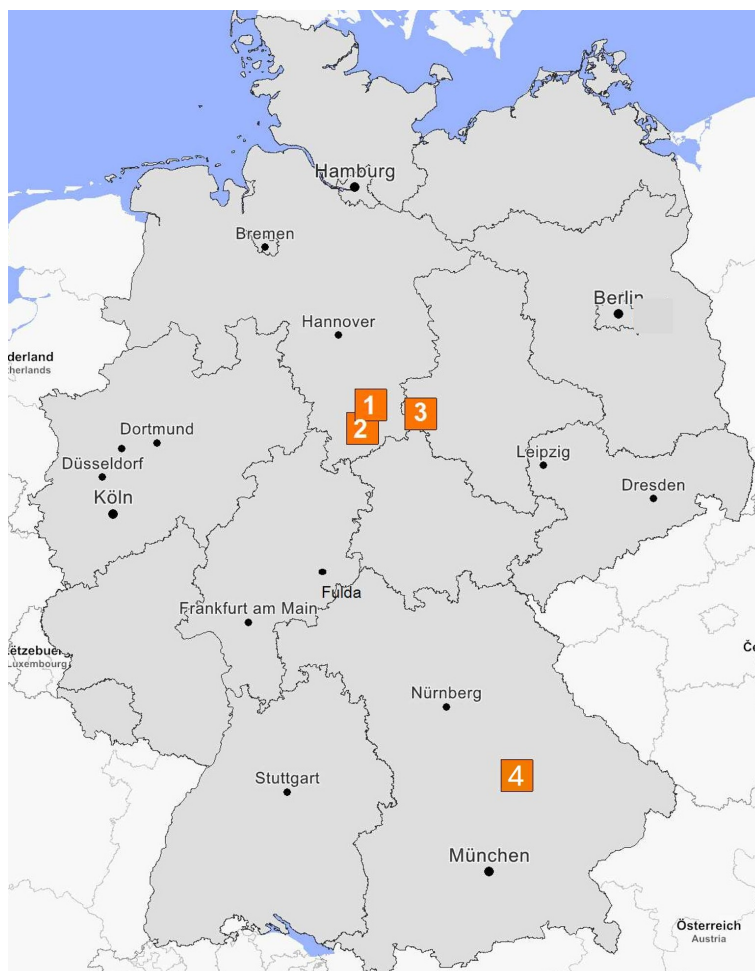 Hamburg
Bremen
Berlin
Hannover
derland
therlands
1
3
2
Dortmund
Düsseldorf
Leipzig
Köln
Dresden
Fulda
Frankfurt am Main
ëtzebuerg
Luxembourg
Nürnberg
4
Stuttgart
München
Österreich
Austria